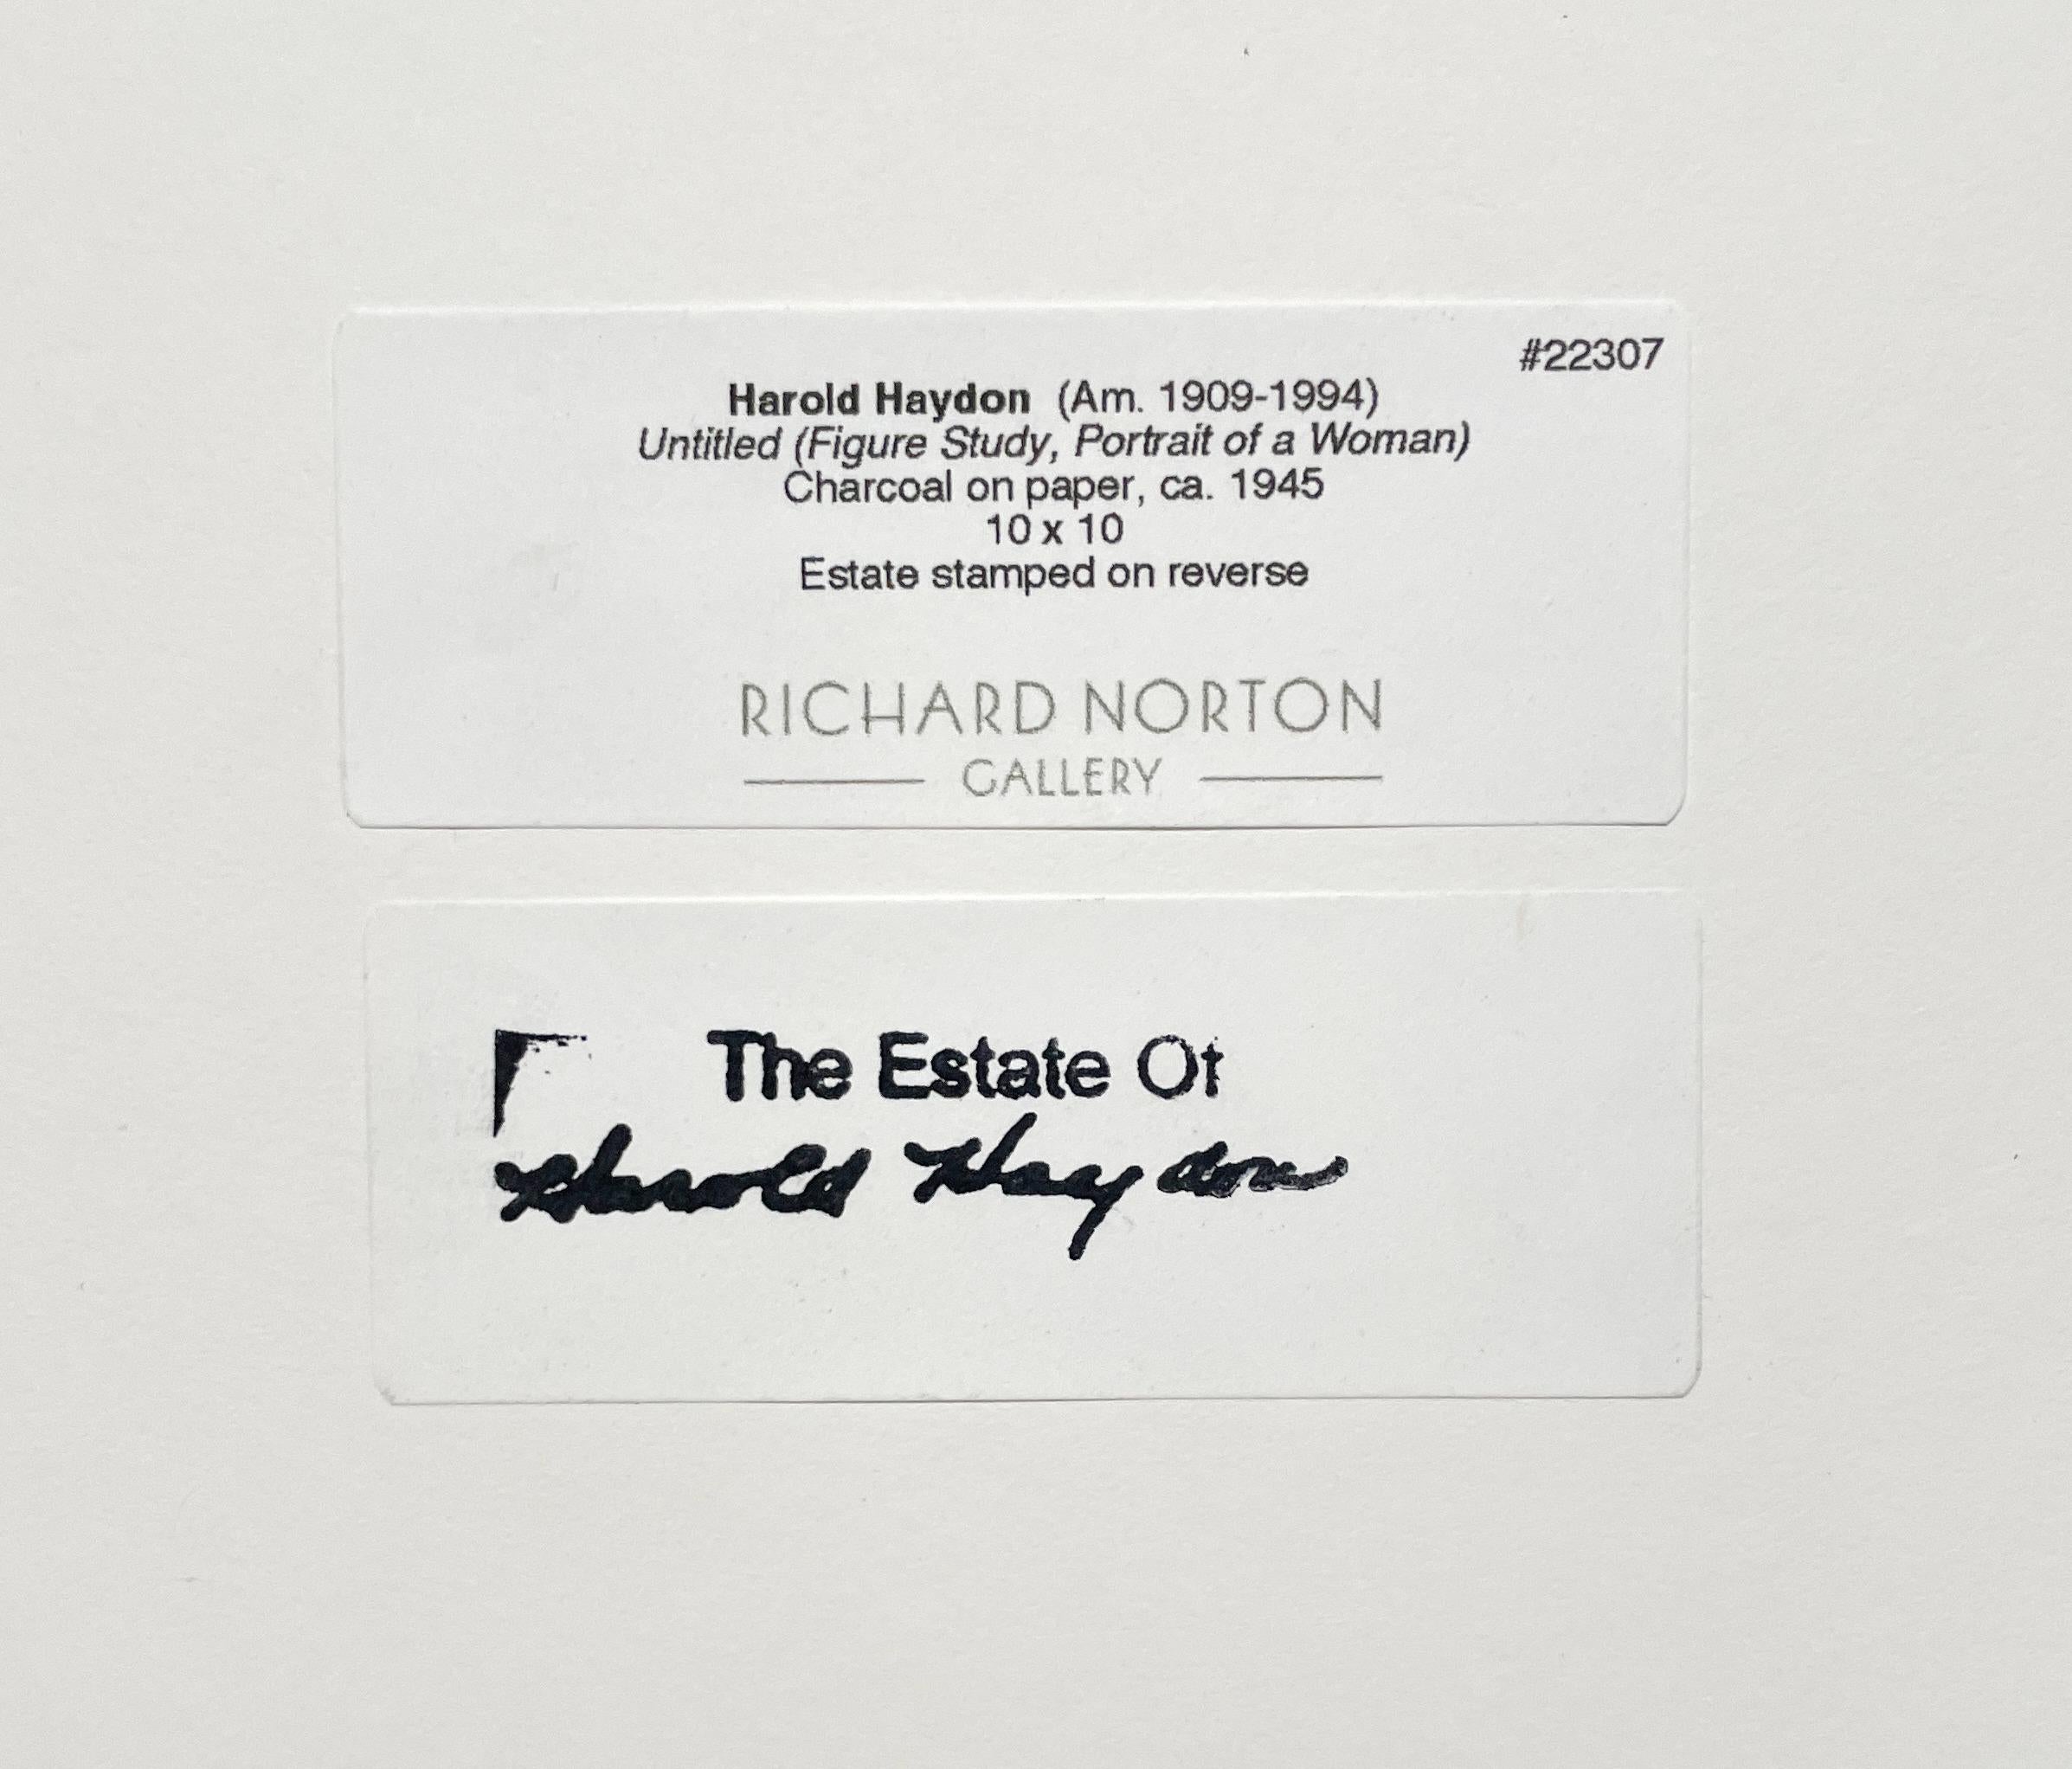 #22307
Harold Haydon (Am. 1909-1994)
Untitled (Figure Study, Portrait of a Woman)
Charcoal on paper, ca. 1945
10 x 10
Estate stamped on reverse
RICHARD NORTON
GALLERY
The Estate Of
Harold Haydon